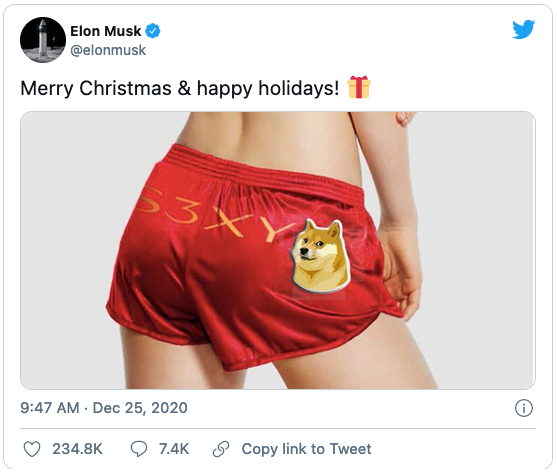 Elon Musk
@elonmusk
Merry Christmas & happy holidays!
S3XY
9:47 AM · Dec 25, 2020
234.8K 7.4K Copy link to Tweet